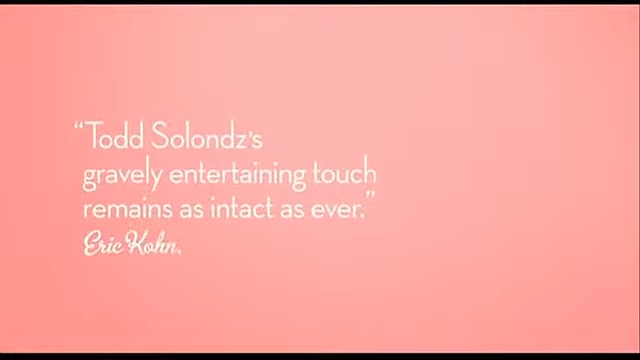 “Todd Solondz's
gravely entertaining touch
remains as intact as ever.”
Eric Kohn,